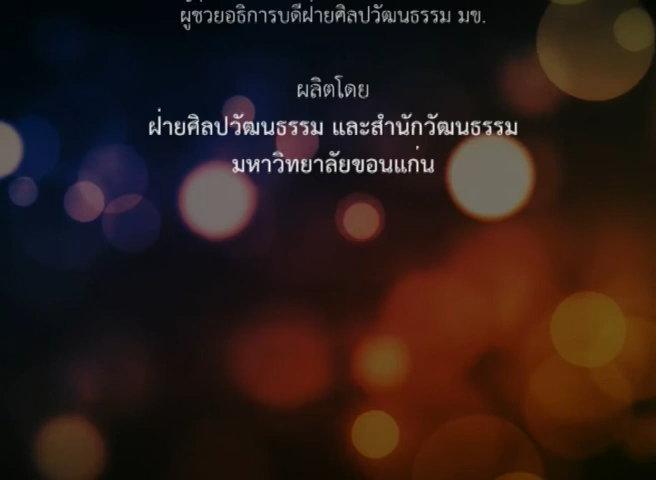 ผู้ช่วยอธิการบดีฝ่ายศิลปวัฒนธรรม มข.
ผลิตโดย
ฝ่ายศิลปวัฒนธรรม และสำนักวัฒนธรรม
มหาวิทยาลัยขอนแก่น